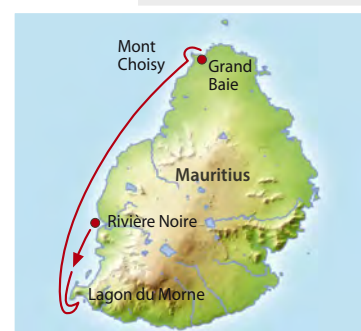 Mont
Choisy
Grand
Baie
Mauritius
Rivière Noire
Lagon du Morne